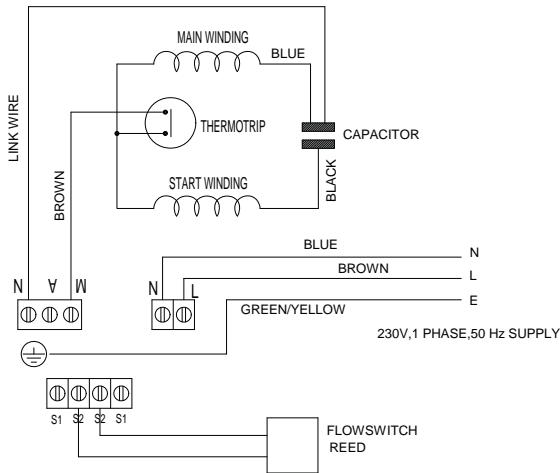 MAIN WINDING
BLUE
LINK WIRE
THERMOTRIP
CAPACITOR
BROWN
START WINDING
BLACK
BLUE
N
BROWN
L
N A M
N L
GREEN/YELLOW
E
230V,1 PHASE,50 Hz SUPPLY
S1 S2 S2 S1
FLOWSWITCH
REED